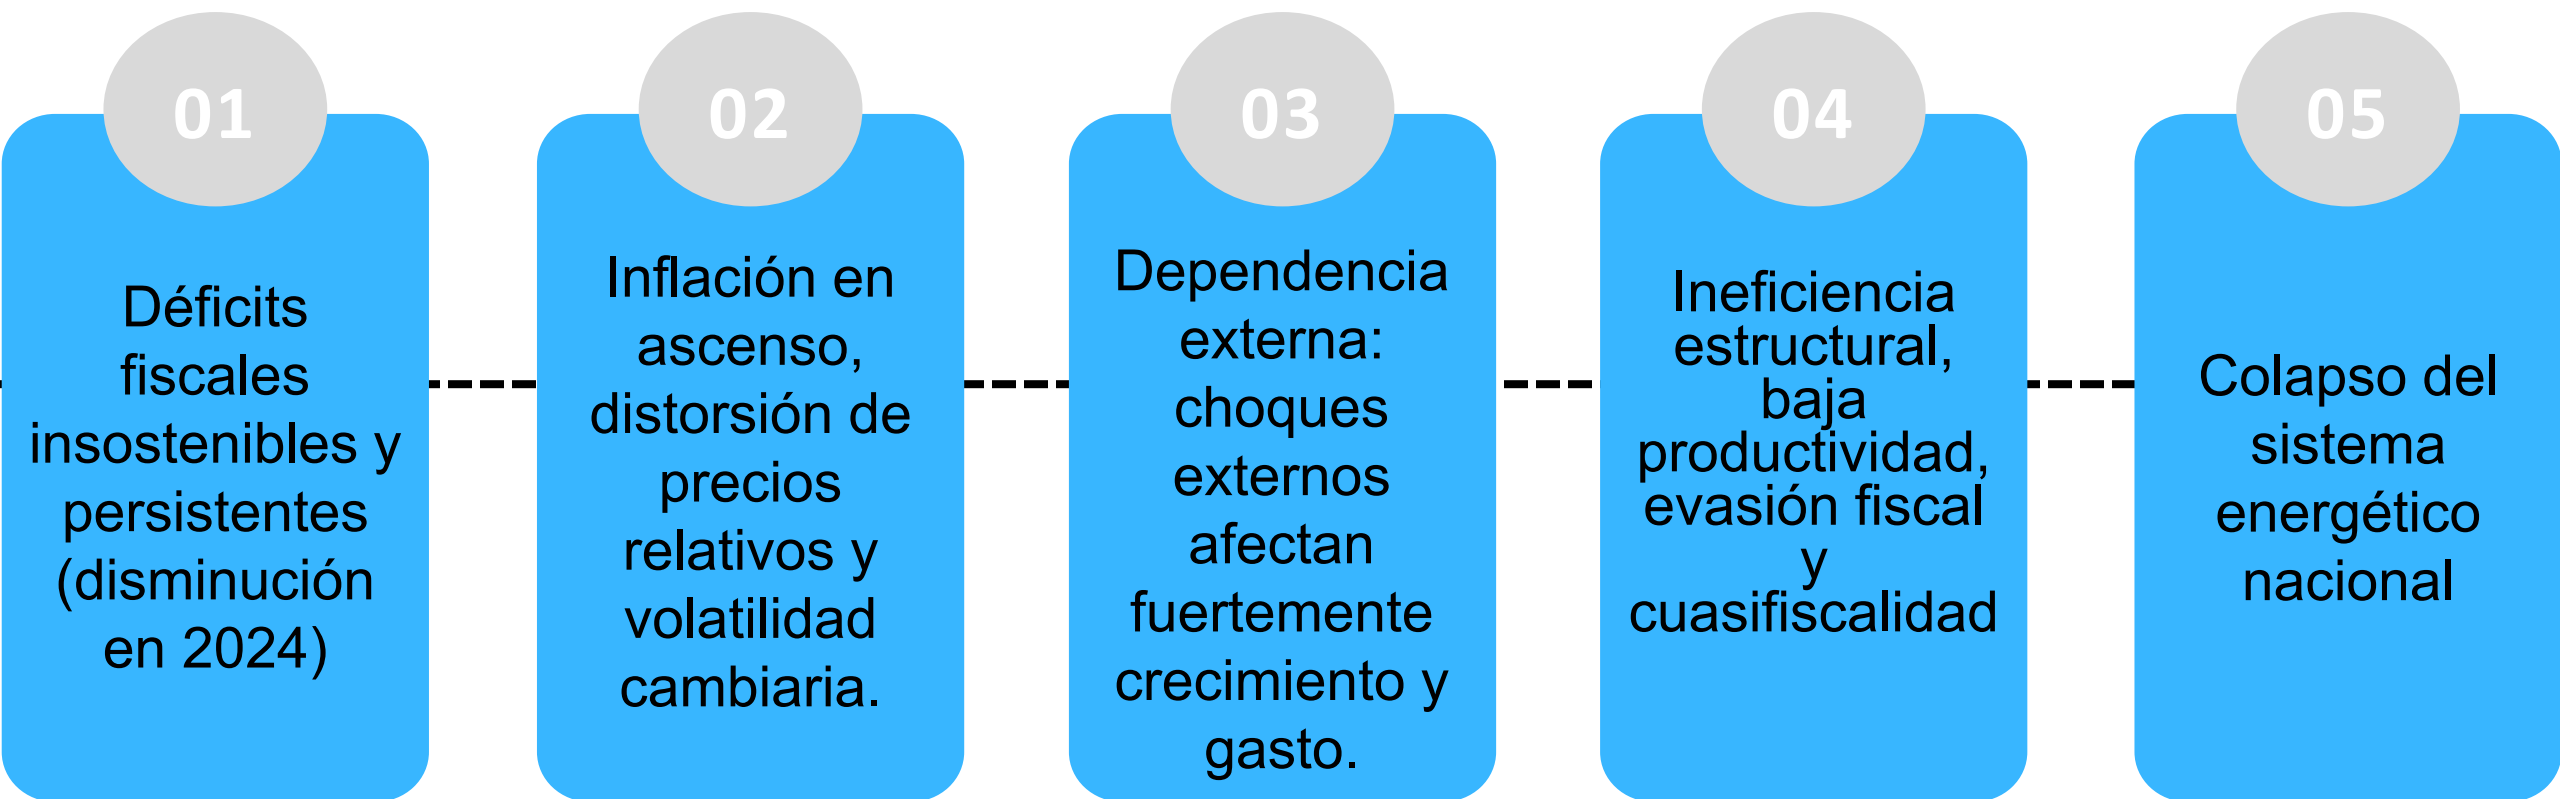 01
Déficits
fiscales
insostenibles y
persistentes
(disminución
en 2024)
02
Inflación en
ascenso,
distorsión de
precios
relativos y
volatilidad
cambiaria.
03
Dependencia
externa:
choques
externos
afectan
fuertemente
crecimiento y
gasto.
04
Ineficiencia
estructural,
baja
productividad,
evasión fiscal
y
cuasifiscalidad
05
Colapso del
sistema
energético
nacional